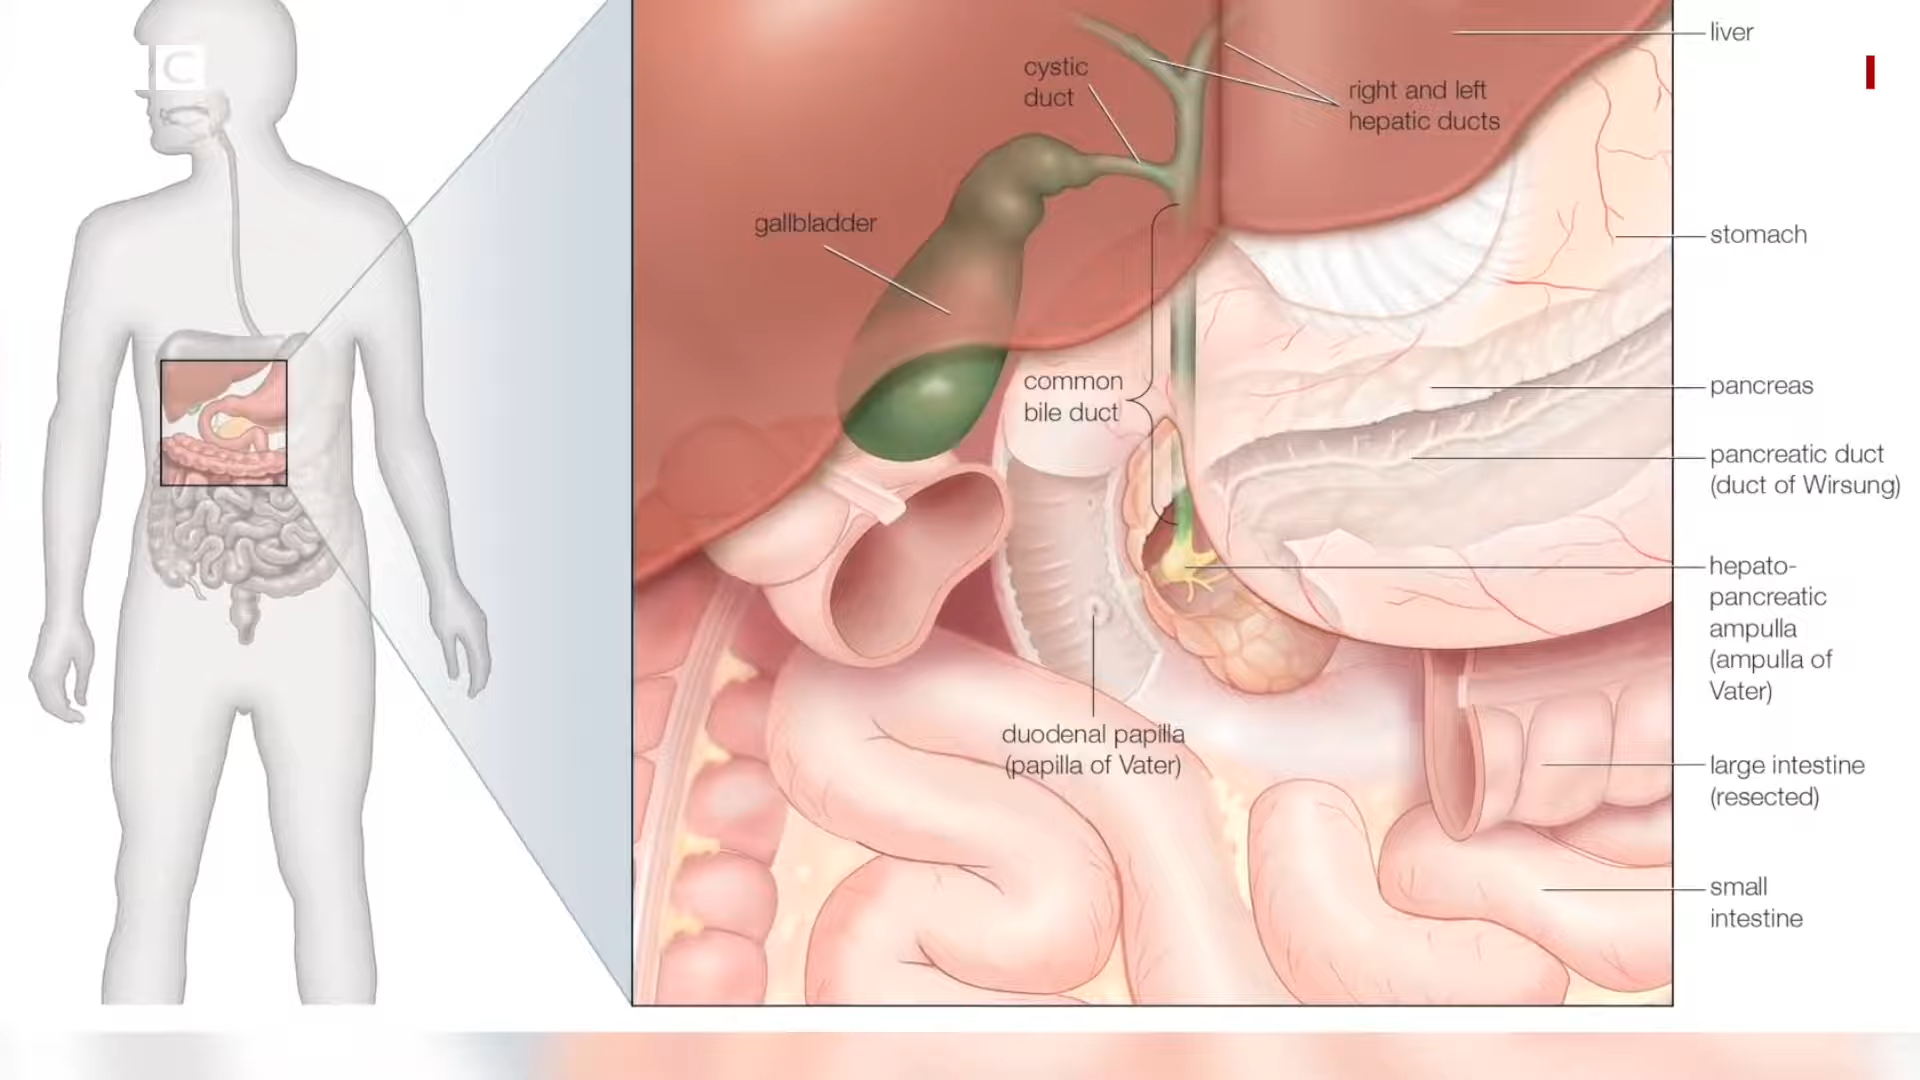 C
cystic
duct
right and left
hepatic ducts
gallbladder
common
bile duct
duodenal papilla
(papilla of Vater)
liver
stomach
pancreas
pancreatic duct
(duct of Wirsung)
hepato-
pancreatic
ampulla
(ampulla of
Vater)
large intestine
(resected)
small
intestine